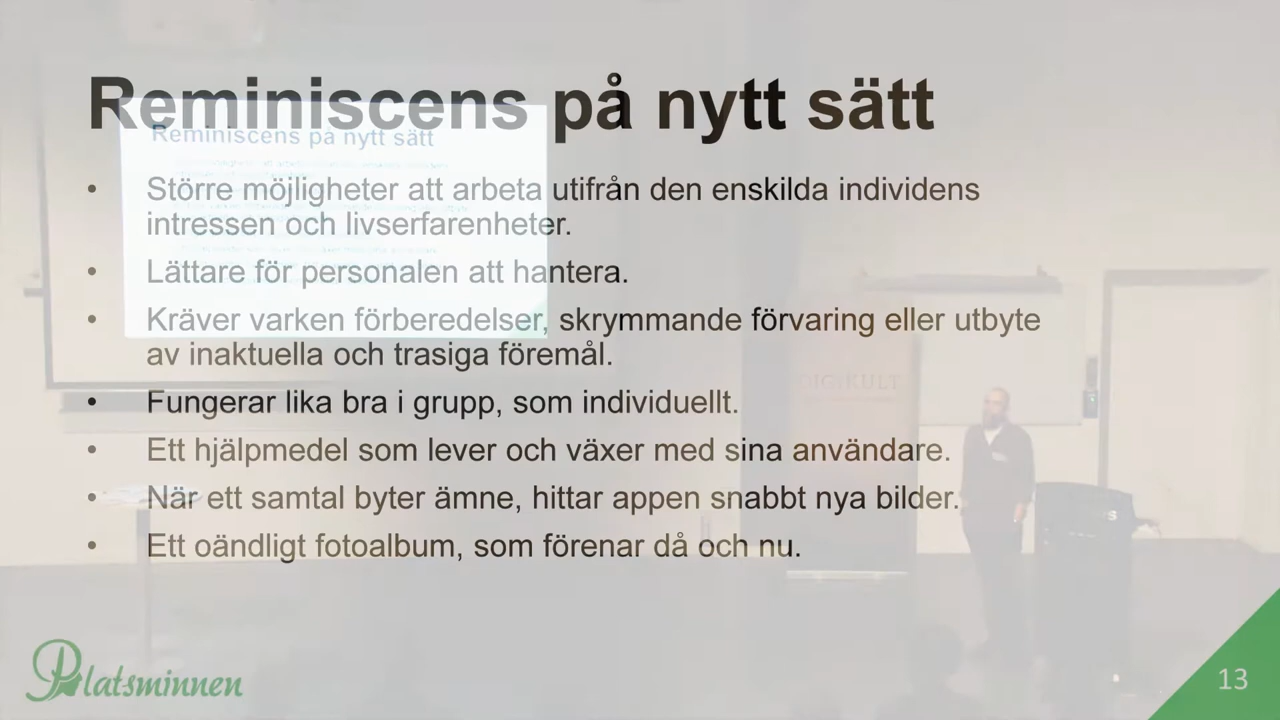 Reminiscens på nytt sätt
Reminiscens på nytt sätt
• Större möjligheter att arbeta utifrån den enskilda individens
intressen och livserfarenheter.
• Lättare för personalen att hantera.
• Kräver varken förberedelser, skrymmande förvaring eller utbyte
av inaktuella och trasiga föremål.
DIGIKULT
• Fungerar lika bra i grupp, som individuellt.
• Ett hjälpmedel som lever och växer med sina användare.
• När ett samtal byter ämne, hittar appen snabbt nya bilder.
• Ett oändligt fotoalbum, som förenar då och nu.
Platsminnen
13